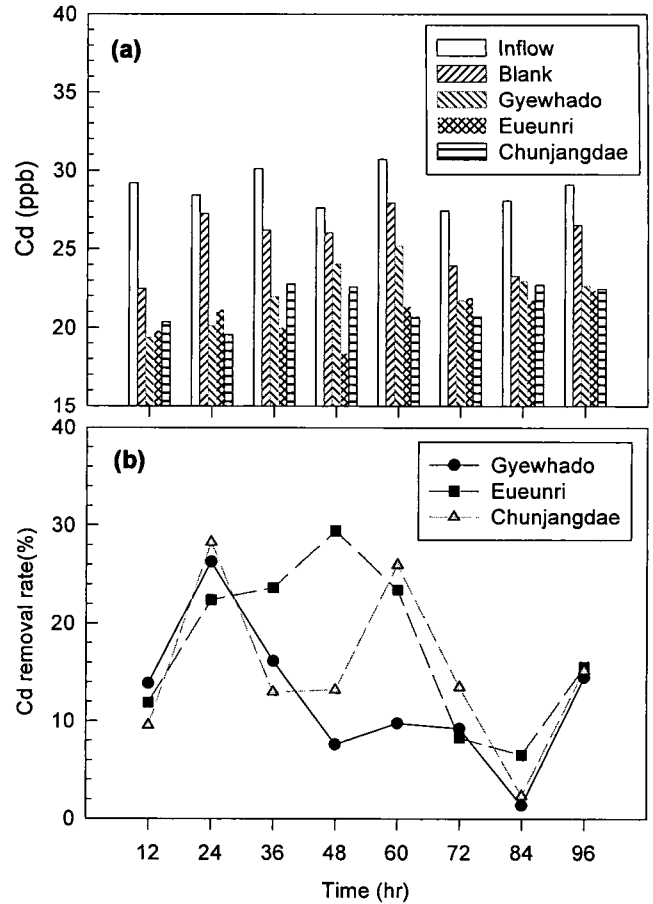 40
35
30
25
20
15
Cd (ppb)
(a)
Inflow
Blank
Gyewhado
Eueunri
Chunjangdae
40
30
20
10
0
Cd removal rate(%)
(b)
Gyewhado
Eueunri
Chunjangdae
12 24 36 48 60 72 84 96
Time (hr)